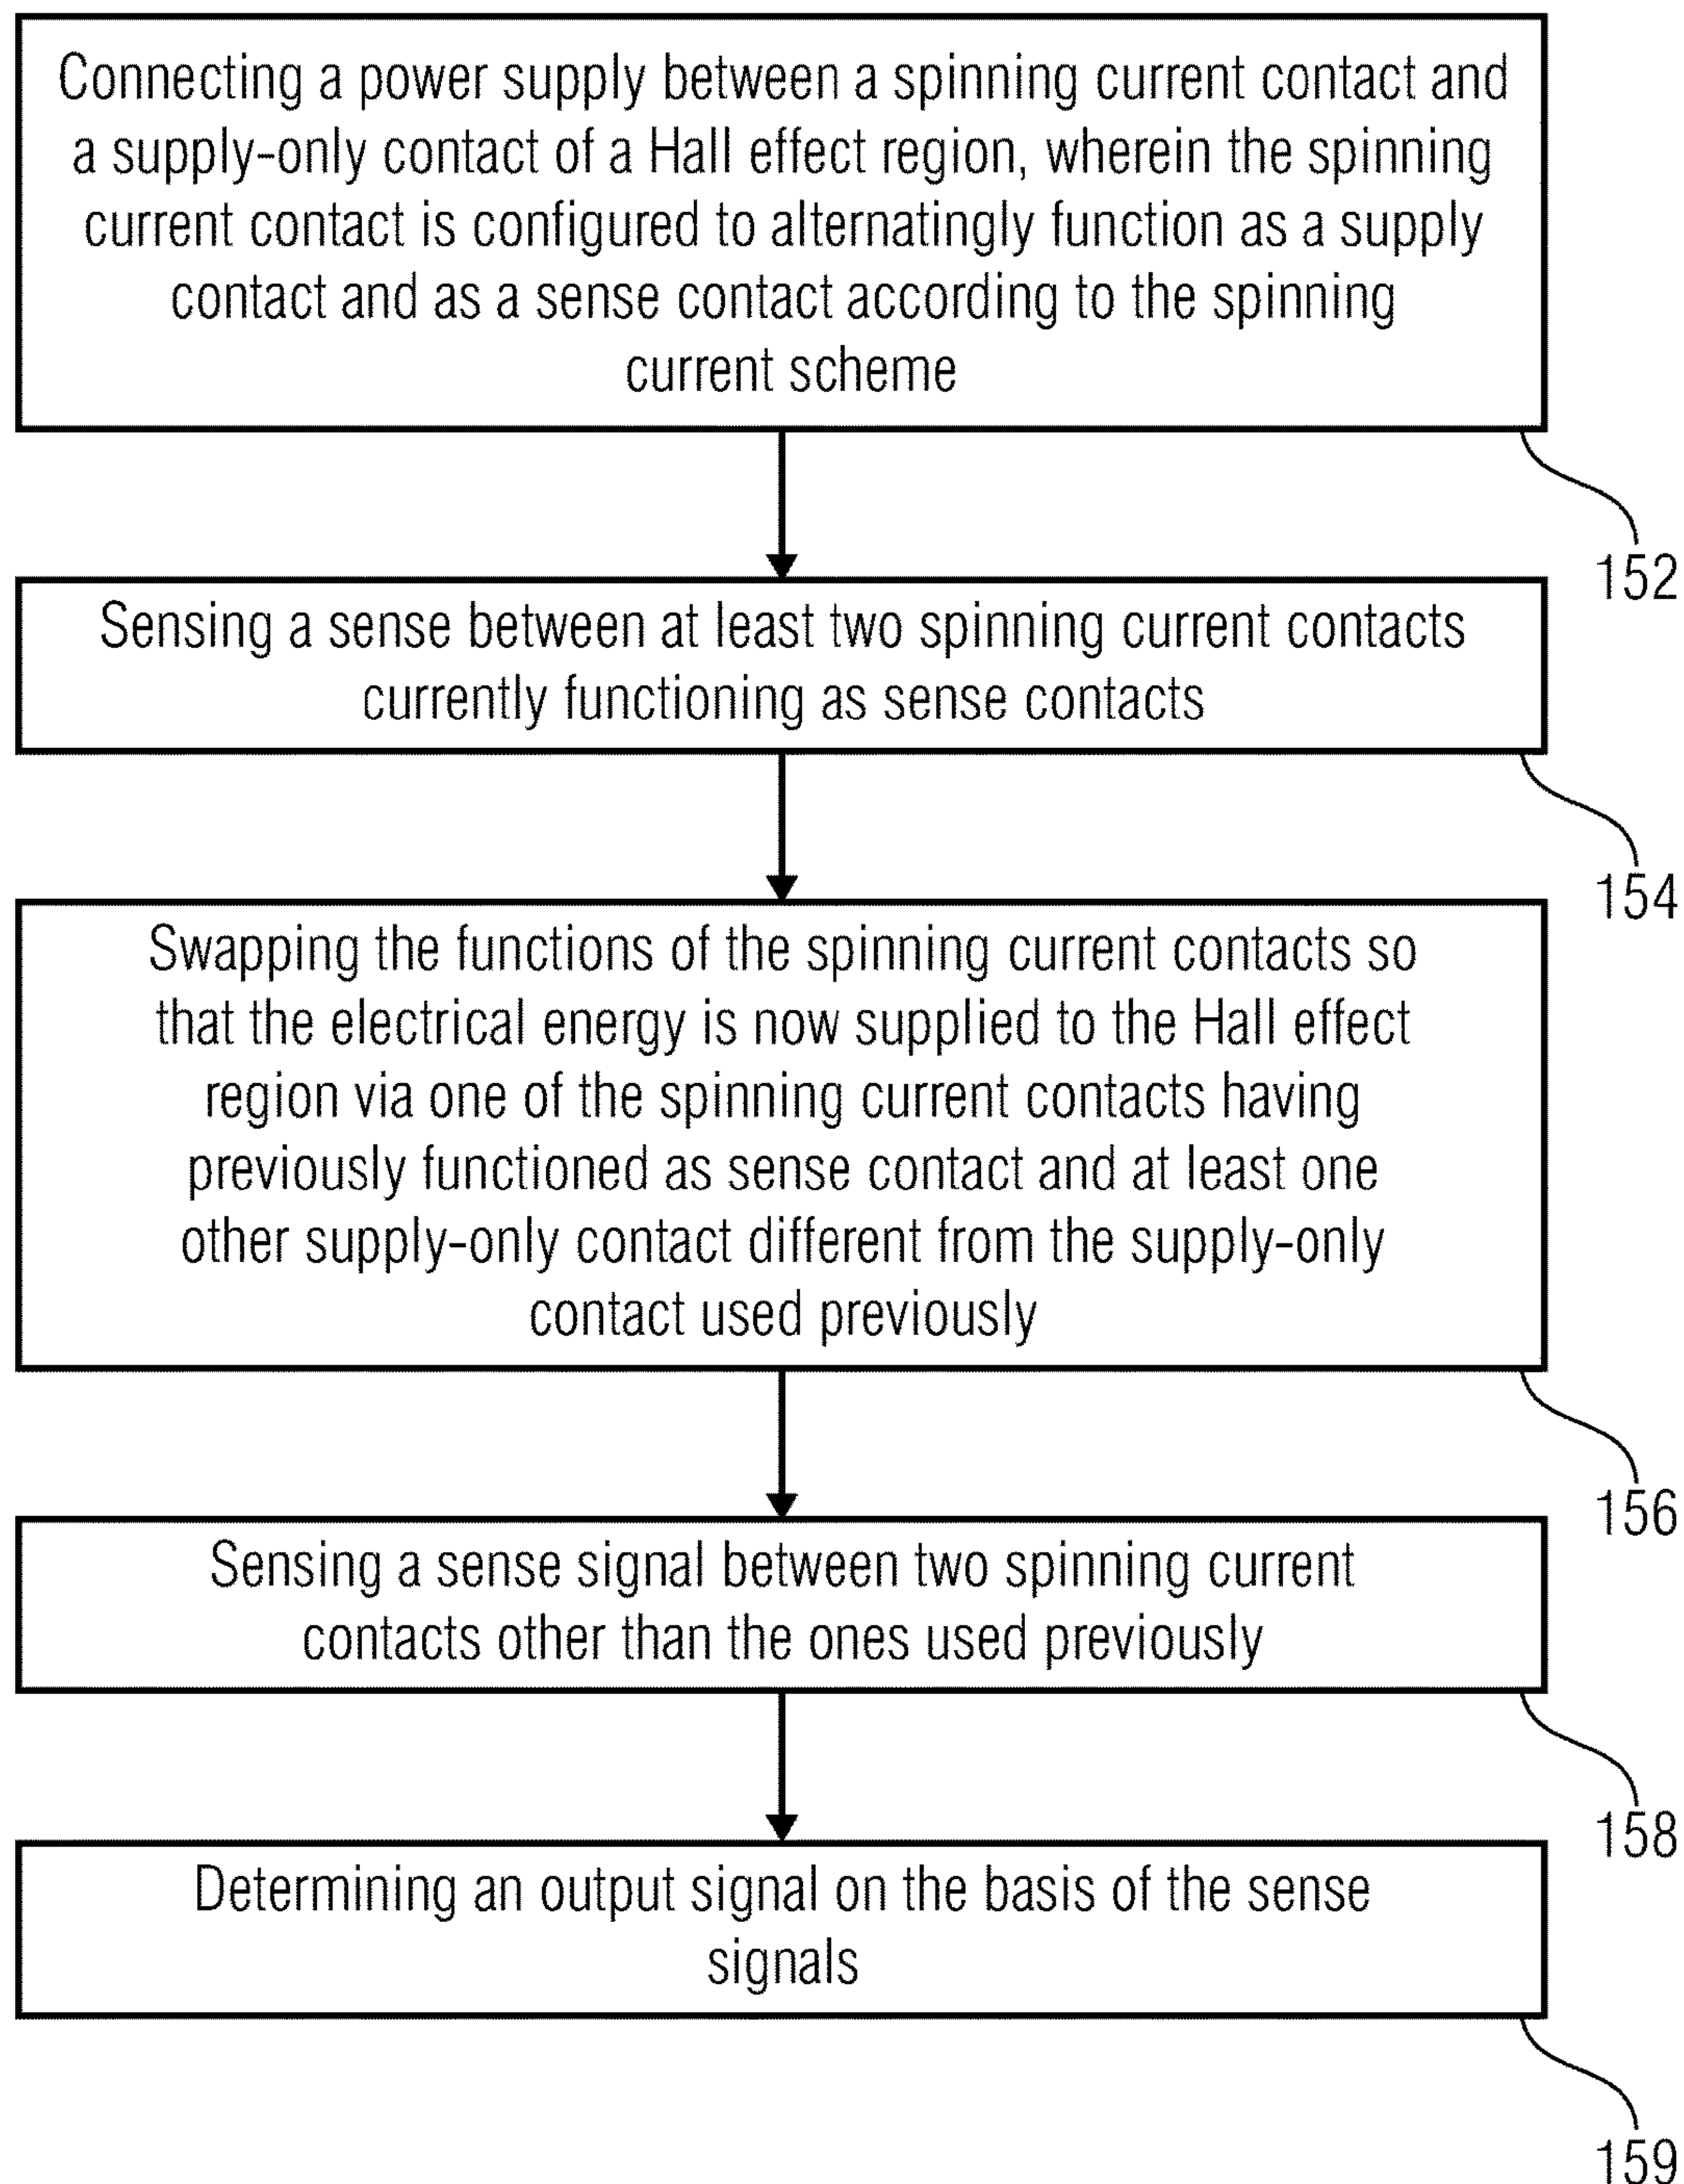 Connecting a power supply between a spinning current contact and
a supply-only contact of a Hall effect region, wherein the spinning
current contact is configured to alternatingly function as a supply
contact and as a sense contact according to the spinning
current scheme
152
Sensing a sense between at least two spinning current contacts
currently functioning as sense contacts
154
Swapping the functions of the spinning current contacts so
that the electrical energy is now supplied to the Hall effect
region via one of the spinning current contacts having
previously functioned as sense contact and at least one
other supply-only contact different from the supply-only
contact used previously
156
Sensing a sense signal between two spinning current
contacts other than the ones used previously
158
Determining an output signal on the basis of the sense
signals
159